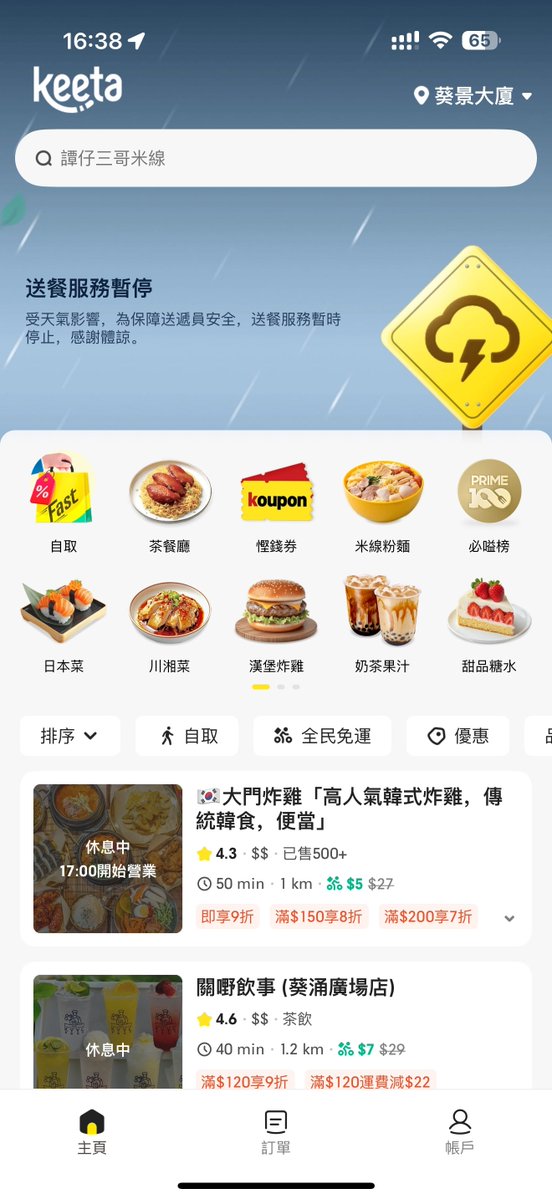 16:38
65
keeta
葵景大廈
譚仔三哥米線
送餐服務暫停
受天氣影響，為保障送遞員安全，送餐服務暫時
停止，感謝體諒。
%
Fast
koupon
PRIME
100
自取
茶餐廳
慳錢券
米線粉麵
必嗌榜
日本菜
川湘菜
漢堡炸雞
奶茶果汁
甜品糖水
排序
自取
全民免運
優惠
休息中
17:00開始營業
🇰🇷大門炸雞「高人氣韓式炸雞，傳
統韓食，便當」
4.3 · $$ · 已售500+
50 min · 1 km · $5 $27
即享9折 滿$150享8折 滿$200享7折
休息中
關嘢飲事 (葵涌廣場店)
4.6 · $$ · 茶飲
40 min · 1.2 km · $7 $29
滿$120享9折 滿$120運費減$22
主頁
訂單
帳戶